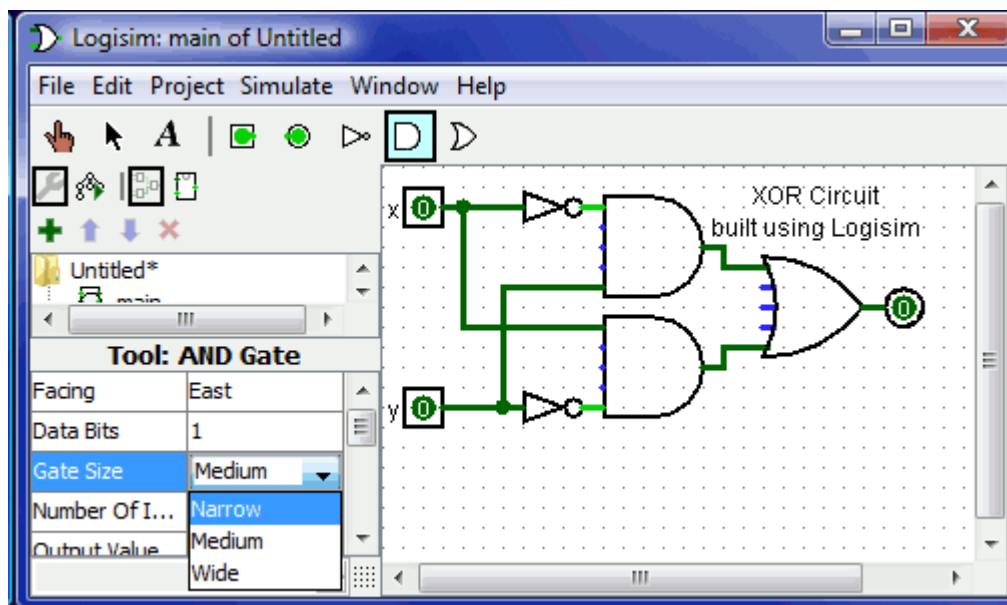 Logisim: main of Untitled
File Edit Project Simulate Window Help
A
Untitled*
main
Tool: AND Gate
Facing East
Data Bits 1
Gate Size Medium
Number Of I... Narrow
Medium
Output Value
Wide
XOR Circuit
built using Logisim
x 0
0
y 0